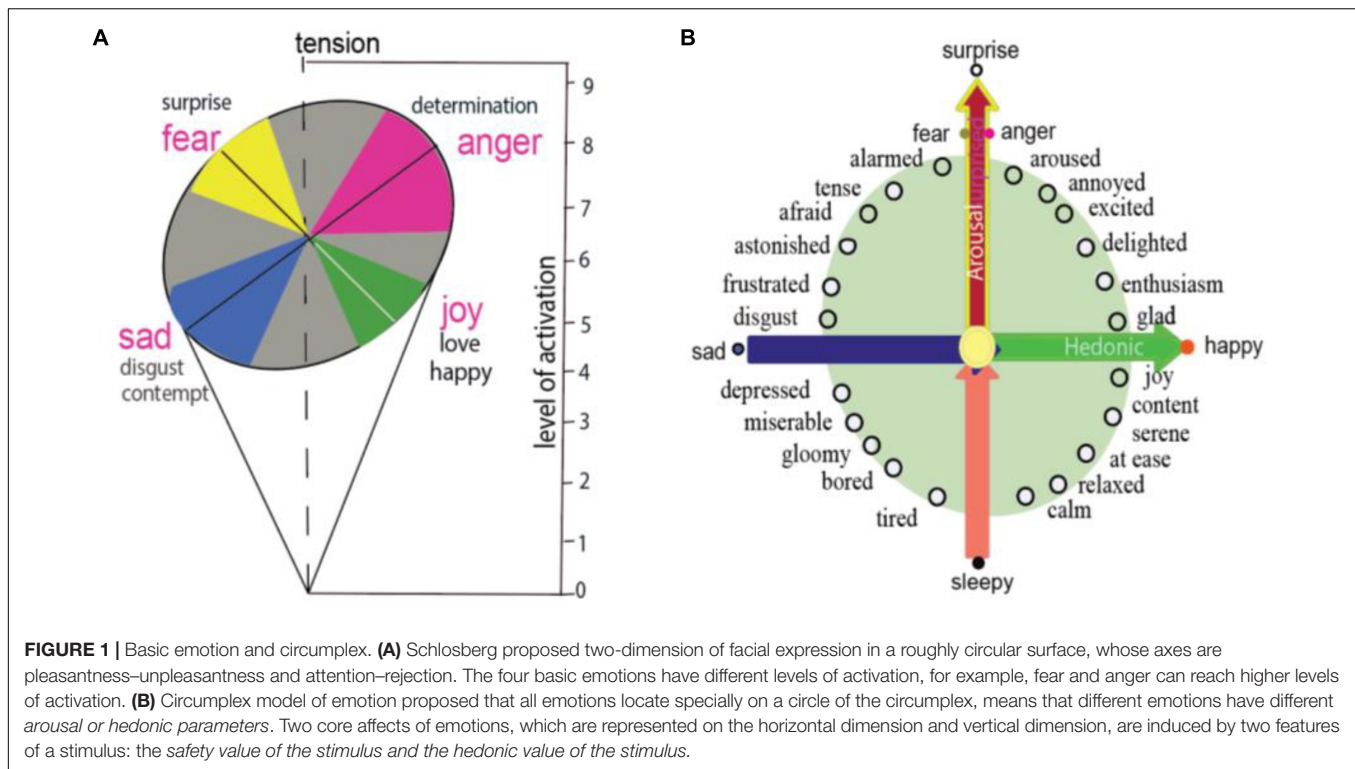 A
tension
surprise
fear
determination
anger
sad
disgust
contempt
joy
love
happy
level of activation
9
8
7
6
5
4
3
2
1
0
B
surprise
fear
anger
alarmed
aroused
tense
annoyed
afraid
excited
astonished
delighted
frustrated
enthusiasm
disgust
glad
Arousal
surprised
sad
Hedonic
happy
depressed
joy
miserable
content
gloomy
serene
bored
at ease
tired
relaxed
calm
sleepy
FIGURE 1 | Basic emotion and circumplex. (A) Schlosberg proposed two-dimension of facial expression in a roughly circular surface, whose axes are
pleasantness–unpleasantness and attention–rejection. The four basic emotions have different levels of activation, for example, fear and anger can reach higher levels
of activation. (B) Circumplex model of emotion proposed that all emotions locate specially on a circle of the circumplex, means that different emotions have different
arousal or hedonic parameters. Two core affects of emotions, which are represented on the horizontal dimension and vertical dimension, are induced by two features
of a stimulus: the safety value of the stimulus and the hedonic value of the stimulus.